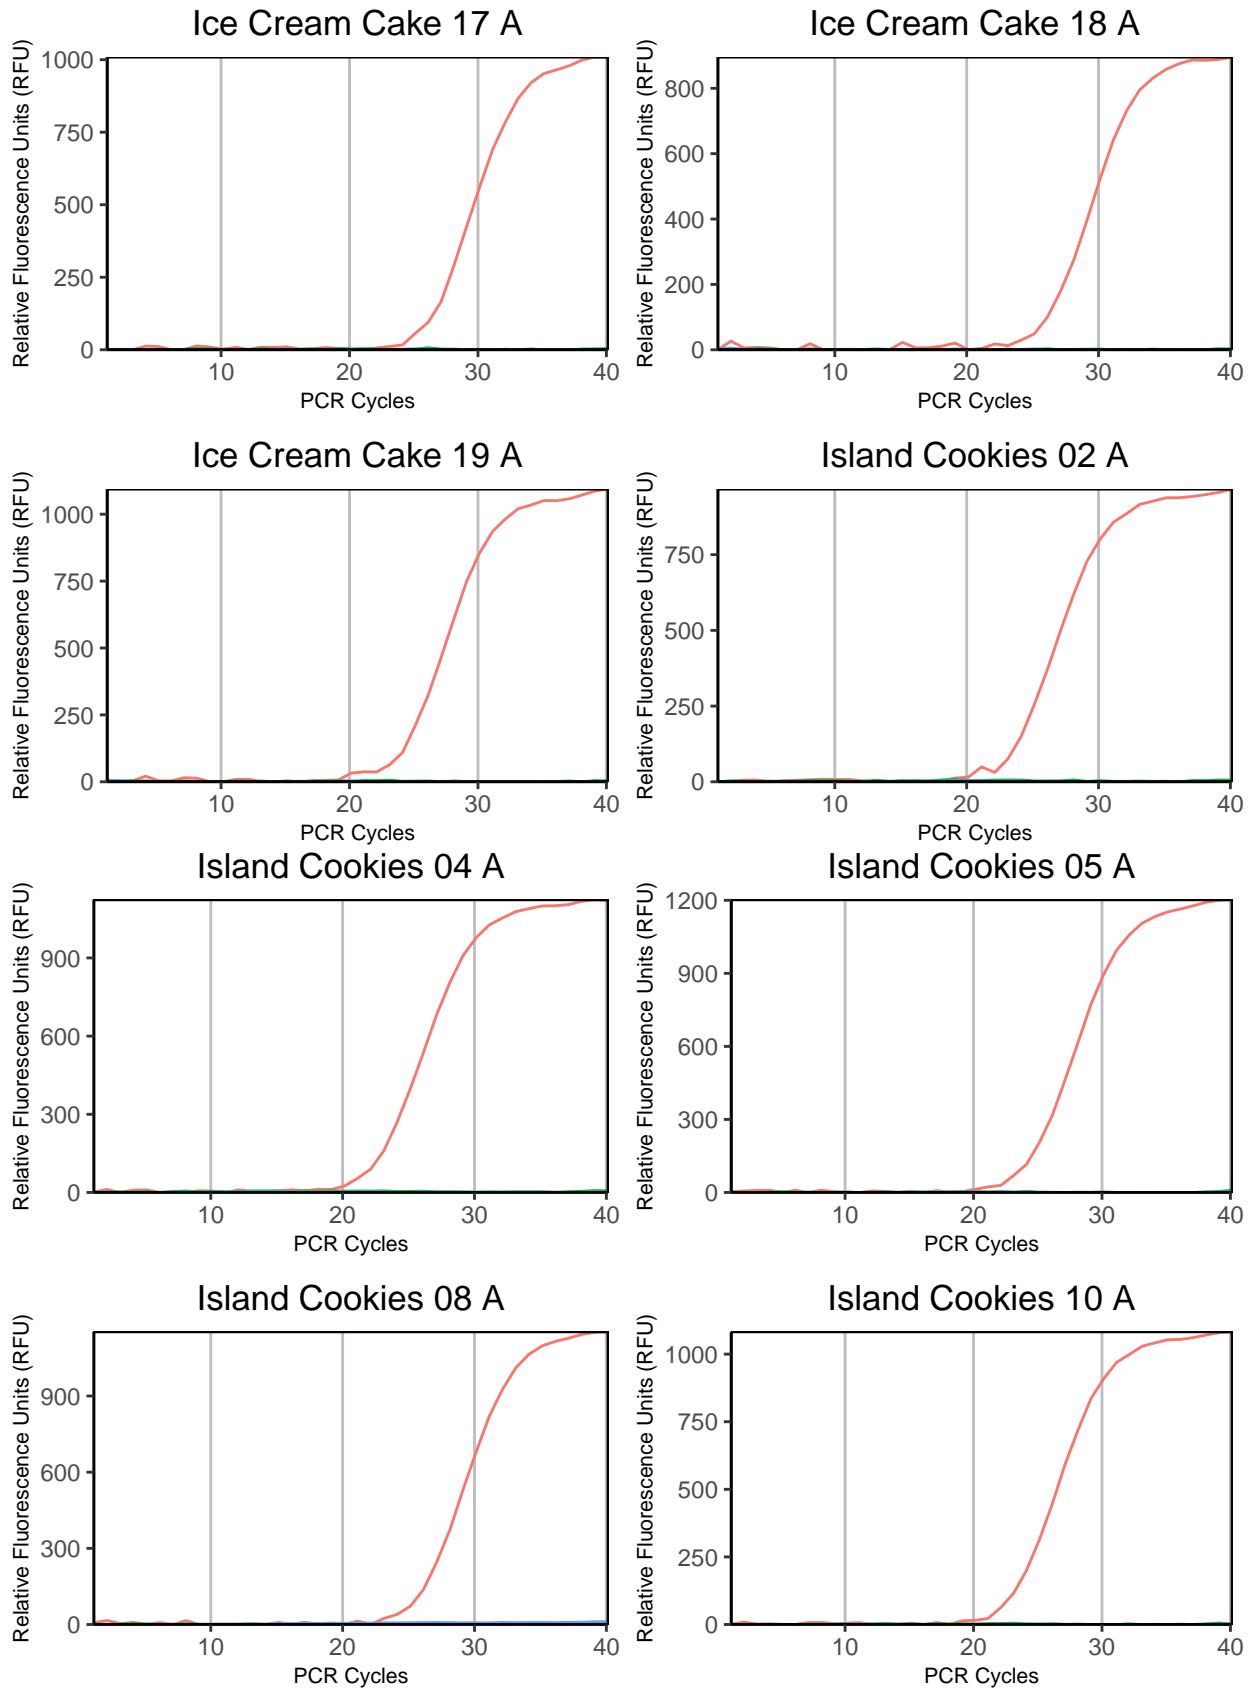 Ice Cream Cake 17 A
Relative Fluorescence Units (RFU)
1000
750
500
250
0
10 20 30 40
PCR Cycles
Ice Cream Cake 18 A
Relative Fluorescence Units (RFU)
800
600
400
200
0
10 20 30 40
PCR Cycles
Ice Cream Cake 19 A
Relative Fluorescence Units (RFU)
1000
750
500
250
0
10 20 30 40
PCR Cycles
Island Cookies 02 A
Relative Fluorescence Units (RFU)
750
500
250
0
10 20 30 40
PCR Cycles
Island Cookies 04 A
Relative Fluorescence Units (RFU)
900
600
300
0
10 20 30 40
PCR Cycles
Island Cookies 05 A
Relative Fluorescence Units (RFU)
1200
900
600
300
0
10 20 30 40
PCR Cycles
Island Cookies 08 A
Relative Fluorescence Units (RFU)
900
600
300
0
10 20 30 40
PCR Cycles
Island Cookies 10 A
Relative Fluorescence Units (RFU)
1000
750
500
250
0
10 20 30 40
PCR Cycles